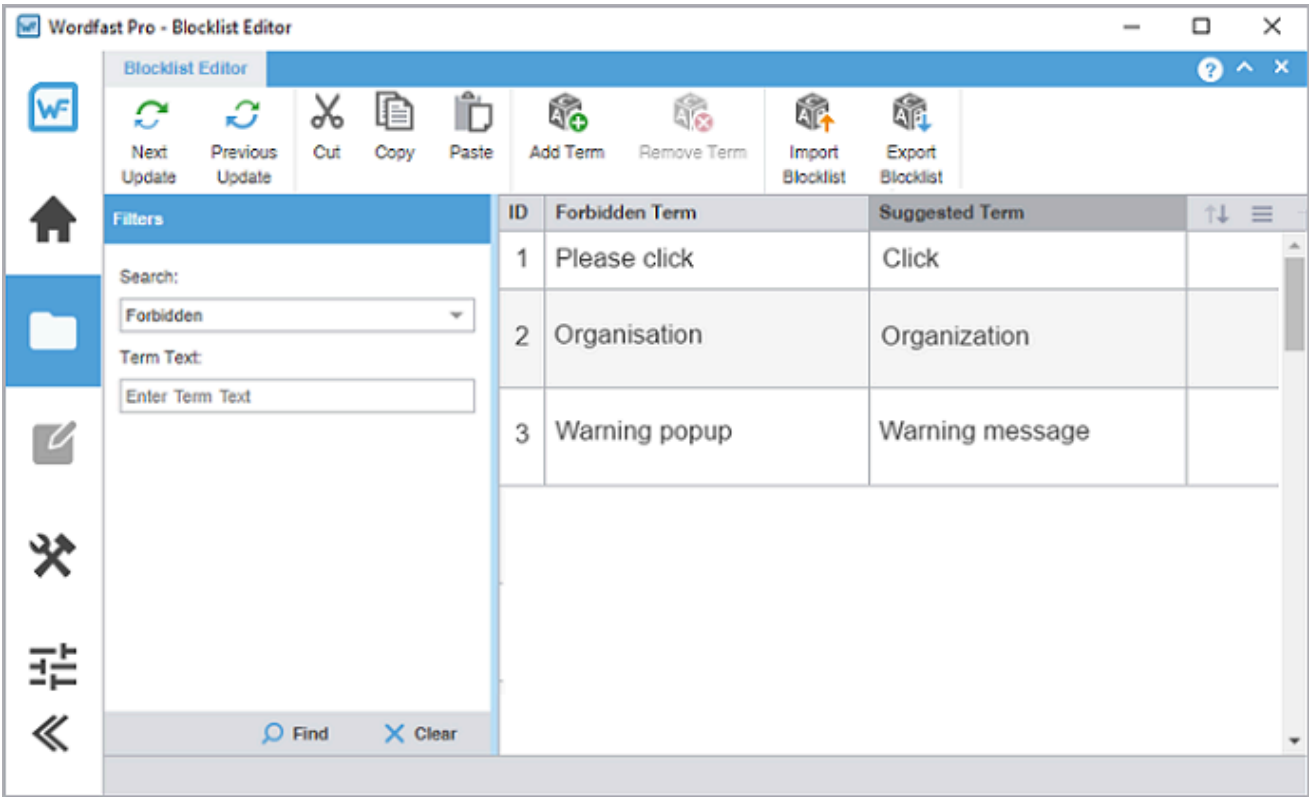 Wordfast Pro - Blocklist Editor
Blocklist Editor
WF
Next Update
Previous Update
Cut
Copy
Paste
Add Term
Remove Term
Import Blocklist
Export Blocklist
Filters
Search:
Forbidden
Term Text:
Enter Term Text
Find
Clear
ID Forbidden Term Suggested Term
1 Please click Click
2 Organisation Organization
3 Warning popup Warning message